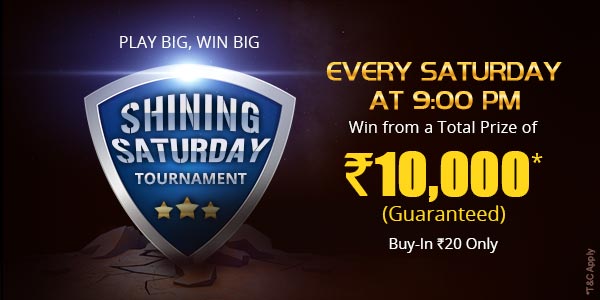 PLAY BIG, WIN BIG
SHINING
SATURDAY
TOURNAMENT
EVERY SATURDAY
AT 9:00 PM
Win from a Total Prize of
₹10,000*
(Guaranteed)
Buy-In ₹20 Only
*T&C Apply